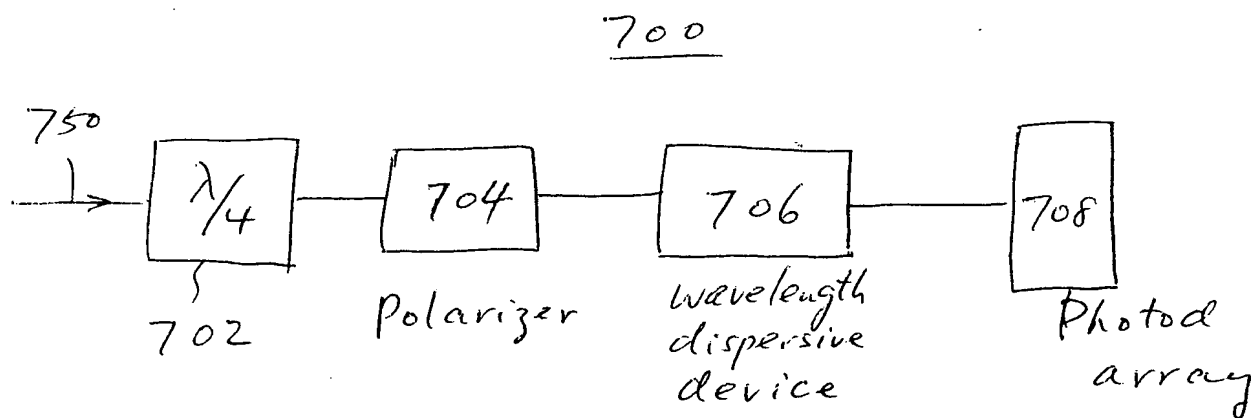 700
750
λ/4
704
706
708
702
Polarizer
wavelength
dispersive
device
Photod
array